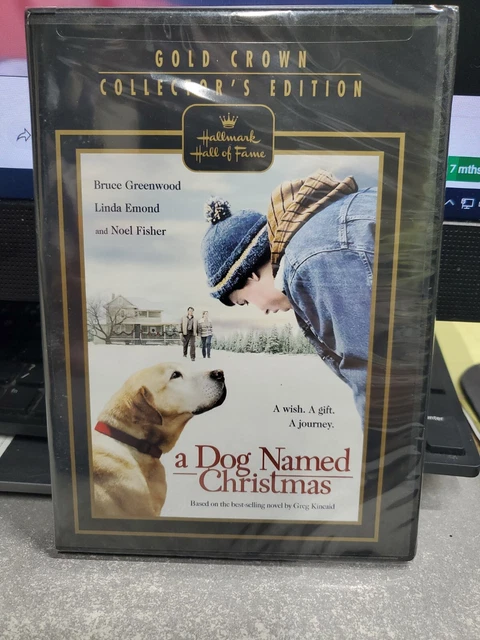 GOLD CROWN
COLLECTOR'S EDITION
Hallmark
Hall of Fame
Bruce Greenwood
Linda Emond
and Noel Fisher
A wish. A gift.
A journey.
a Dog Named
Christmas
Based on the best-selling novel by Greg Kincaid
7 mths
enter